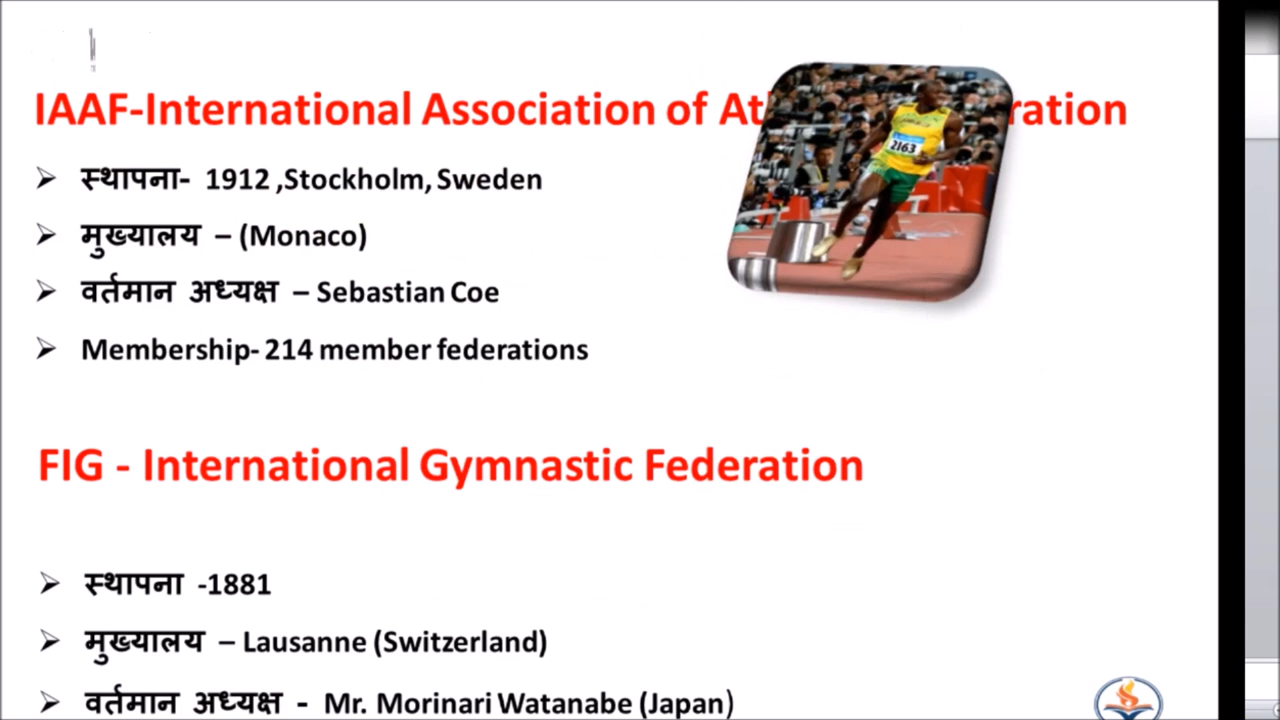 IAAF-International Association of At ration
स्थापना- 1912 ,Stockholm, Sweden
मुख्यालय – (Monaco)
वर्तमान अध्यक्ष – Sebastian Coe
Membership- 214 member federations
2163
FIG - International Gymnastic Federation
स्थापना -1881
मुख्यालय – Lausanne (Switzerland)
वर्तमान अध्यक्ष - Mr. Morinari Watanabe (Japan)